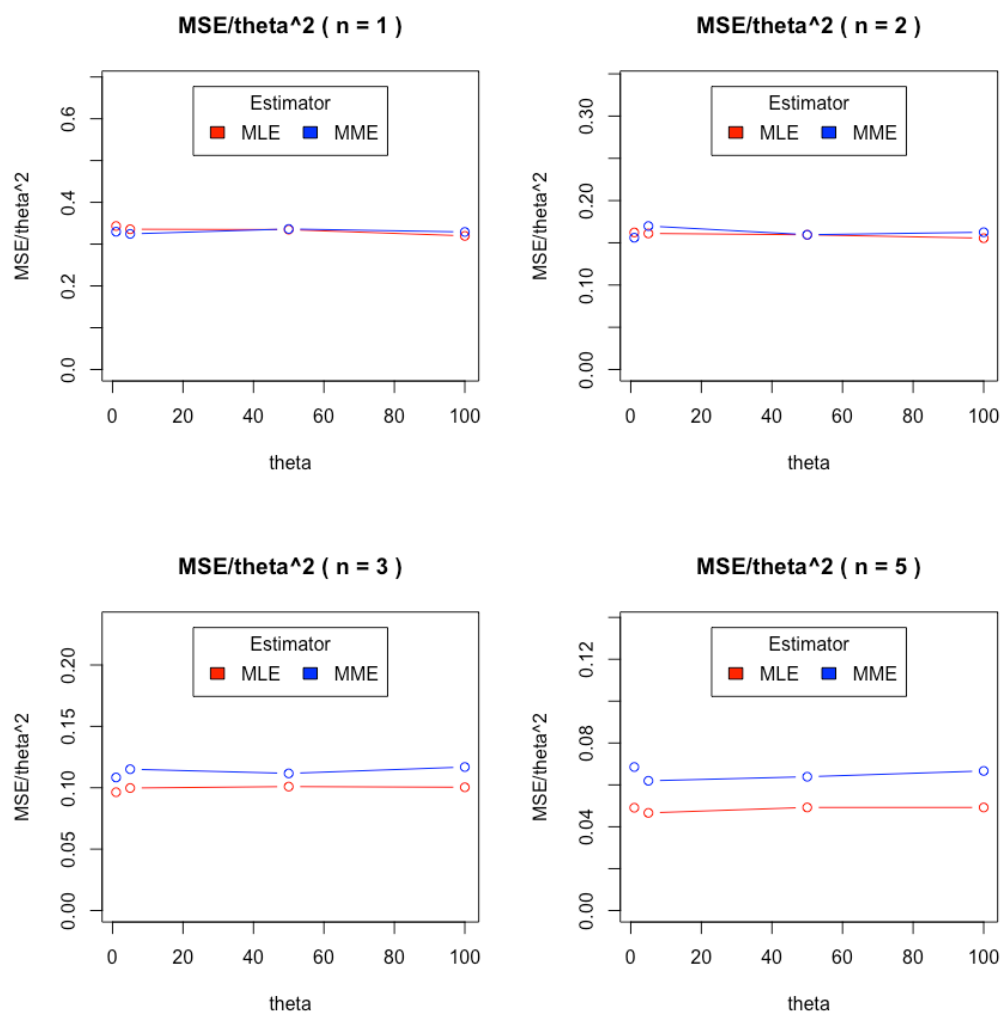 MSE/theta^2 ( n = 1 )
MSE/theta^2
0.0 0.2 0.4 0.6
Estimator
MLE MME
0 20 40 60 80 100
theta
MSE/theta^2 ( n = 2 )
MSE/theta^2
0.00 0.10 0.20 0.30
Estimator
MLE MME
0 20 40 60 80 100
theta
MSE/theta^2 ( n = 3 )
MSE/theta^2
0.00 0.05 0.10 0.15 0.20
Estimator
MLE MME
0 20 40 60 80 100
theta
MSE/theta^2 ( n = 5 )
MSE/theta^2
0.00 0.04 0.08 0.12
Estimator
MLE MME
0 20 40 60 80 100
theta